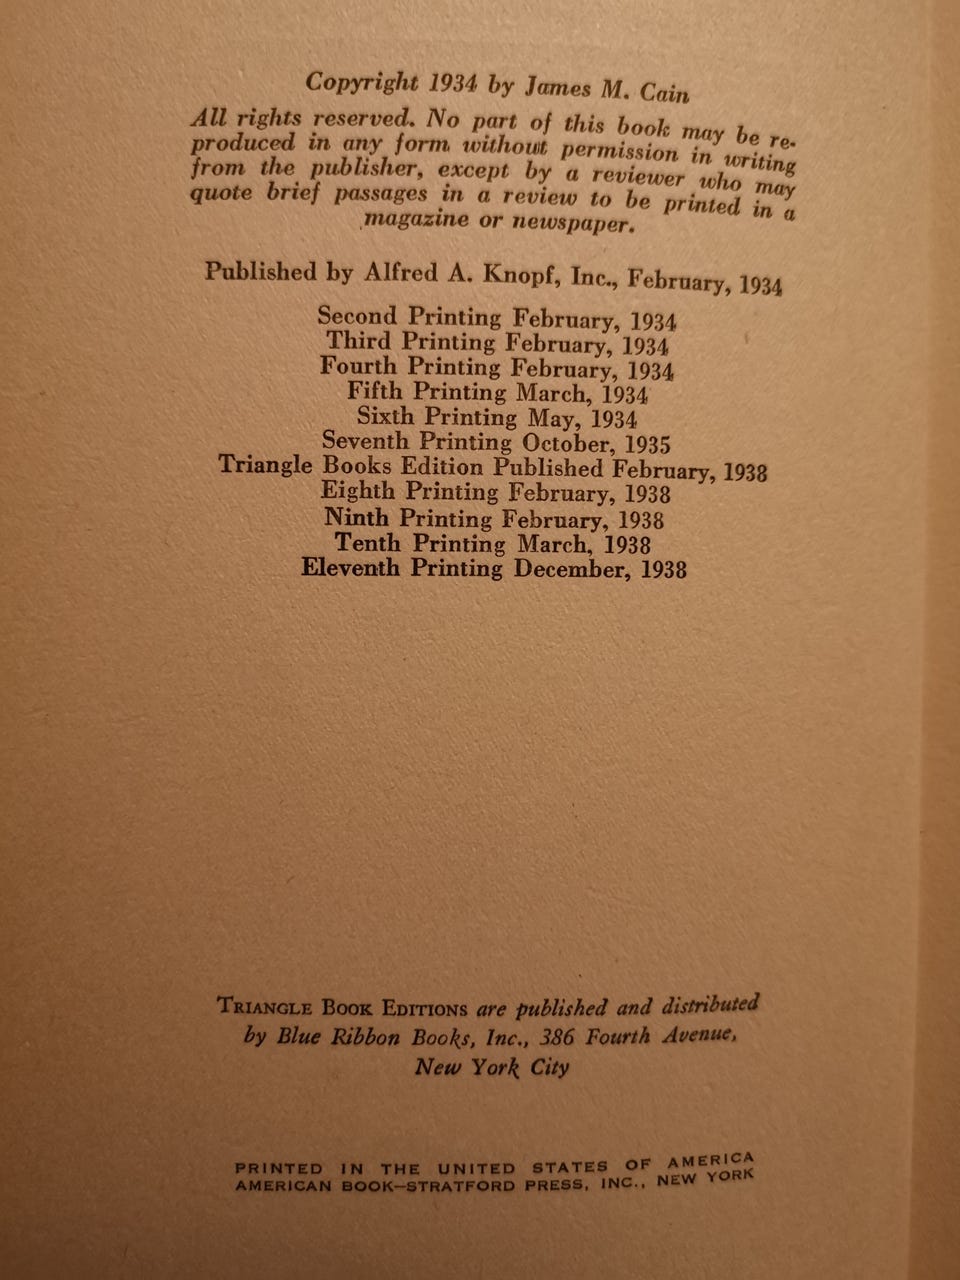 Copyright 1934 by James M. Cain
All rights reserved. No part of this book may be re-
produced in any form without permission in writing
from the publisher, except by a reviewer who may
quote brief passages in a review to be printed in a
magazine or newspaper.
Published by Alfred A. Knopf, Inc., February, 1934
Second Printing February, 1934
Third Printing February, 1934
Fourth Printing February, 1934
Fifth Printing March, 1934
Sixth Printing May, 1934
Seventh Printing October, 1935
Triangle Books Edition Published February, 1938
Eighth Printing February, 1938
Ninth Printing February, 1938
Tenth Printing March, 1938
Eleventh Printing December, 1938
TRIANGLE BOOK EDITIONS are published and distributed
by Blue Ribbon Books, Inc., 386 Fourth Avenue,
New York City
PRINTED IN THE UNITED STATES OF AMERICA
AMERICAN BOOK—STRATFORD PRESS, INC., NEW YORK